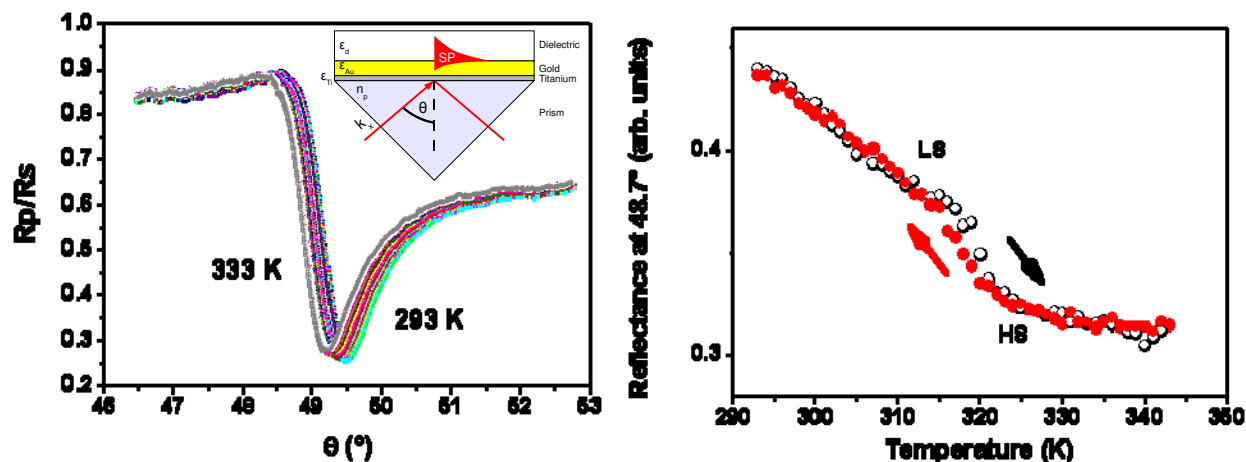 1.0
0.9
0.8
0.7
0.6
0.5
0.4
0.3
0.2
Rp/Rs
46 47 48 49 50 51 52 53
θ (º)
333 K
293 K
εd
εAu
εTi
np
θ
kx
SP
Dielectric
Gold
Titanium
Prism
Reflectance at 48.7° (arb. units)
0.4
0.3
LS
HS
290 300 310 320 330 340 350
Temperature (K)